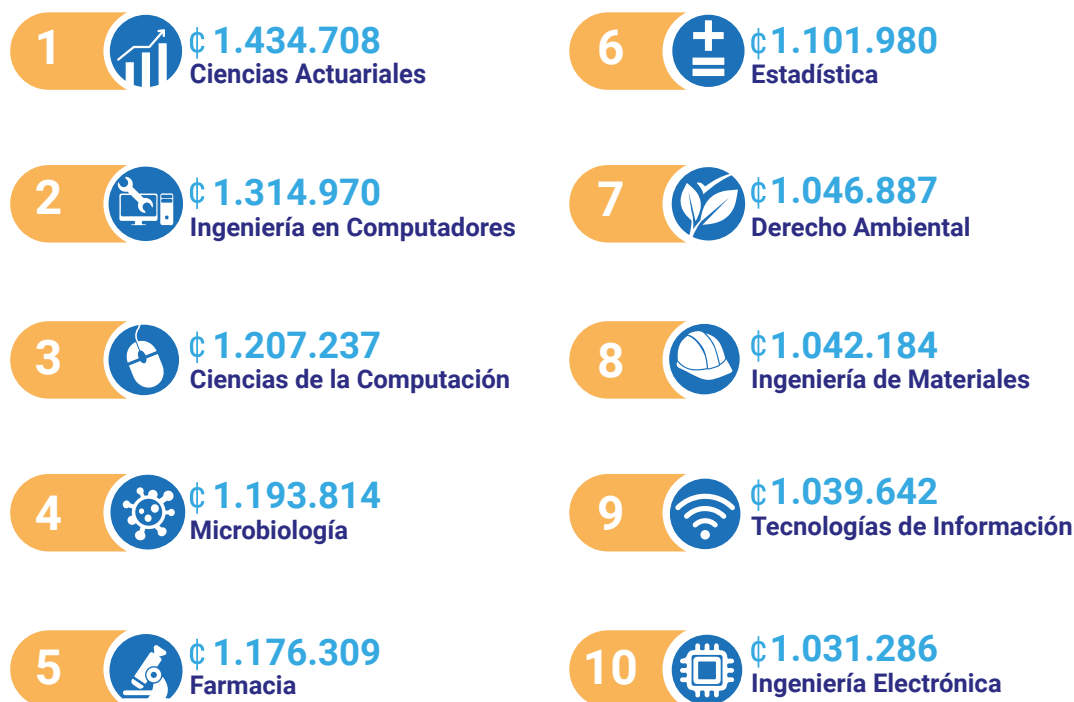 1
₡ 1.434.708
Ciencias Actuariales
2
₡ 1.314.970
Ingeniería en Computadores
3
₡ 1.207.237
Ciencias de la Computación
4
₡ 1.193.814
Microbiología
5
₡ 1.176.309
Farmacia
6
₡1.101.980
Estadística
7
₡1.046.887
Derecho Ambiental
8
₡1.042.184
Ingeniería de Materiales
9
₡1.039.642
Tecnologías de Información
10
₡1.031.286
Ingeniería Electrónica